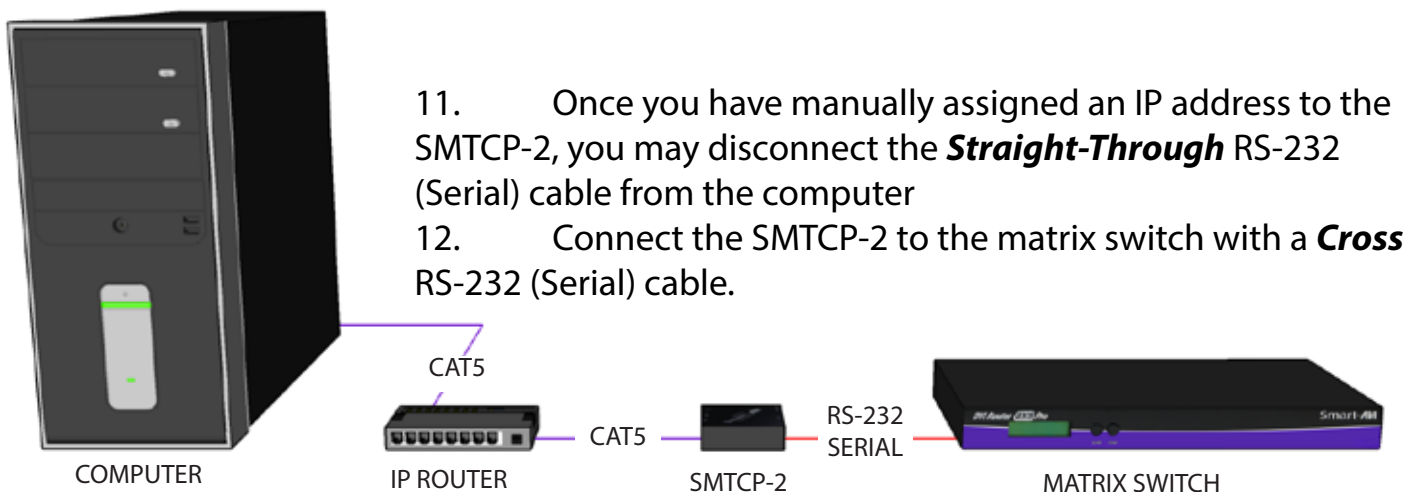 11. Once you have manually assigned an IP address to the
SMTCP-2, you may disconnect the Straight-Through RS-232
(Serial) cable from the computer
12. Connect the SMTCP-2 to the matrix switch with a Cross
RS-232 (Serial) cable.
CAT5
CAT5
RS-232
SERIAL
Smart-AVI
COMPUTER
IP ROUTER
SMTCP-2
MATRIX SWITCH